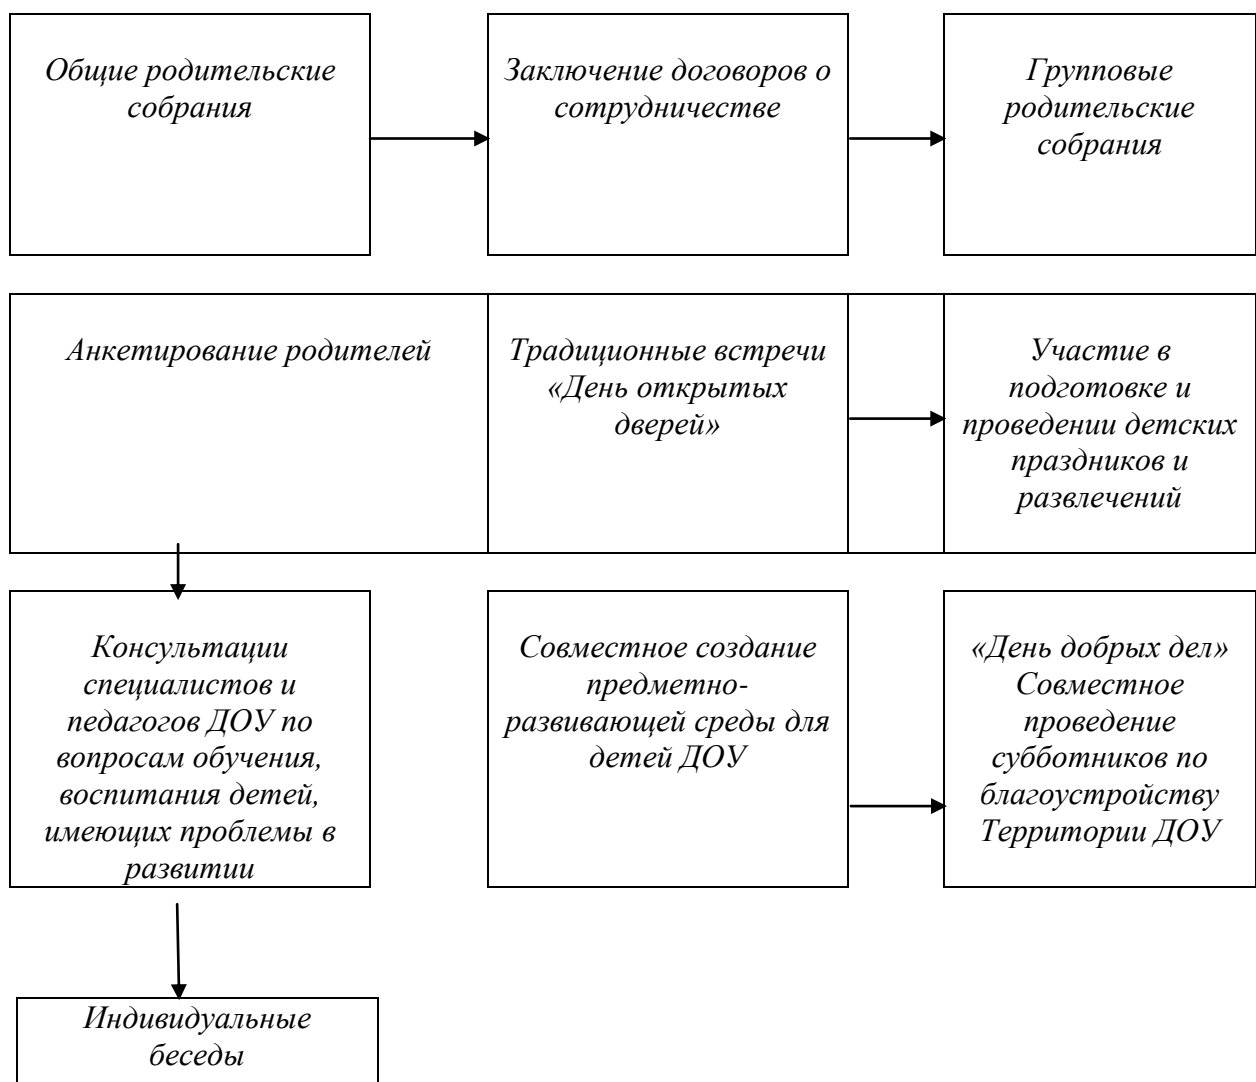 Общие родительские
собрания
Заключение договоров о
сотрудничестве
Групповые
родительские
собрания
Анкетирование родителей
Традиционные встречи
«День открытых
дверей»
Участие в
подготовке и
проведении детских
праздников и
развлечений
Консультации
специалистов и
педагогов ДОУ по
вопросам обучения,
воспитания детей,
имеющих проблемы в
развитии
Совместное создание
предметно-
развивающей среды для
детей ДОУ
«День добрых дел»
Совместное
проведение
субботников по
благоустройству
Территории ДОУ
Индивидуальные
беседы